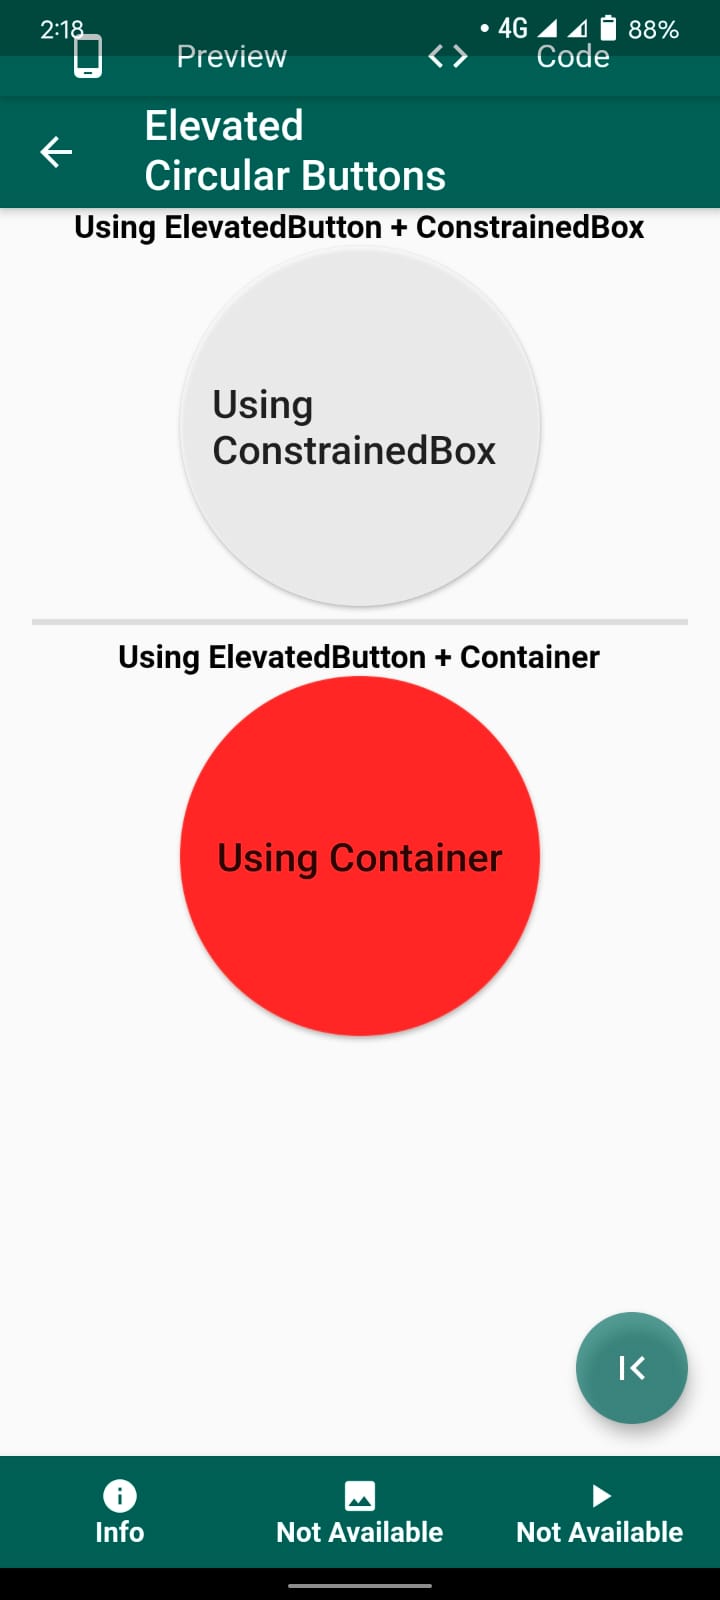 2:18
4G
88%
Preview
Code
Elevated
Circular Buttons
Using ElevatedButton + ConstrainedBox
Using
ConstrainedBox
Using ElevatedButton + Container
Using Container
Info
Not Available
Not Available